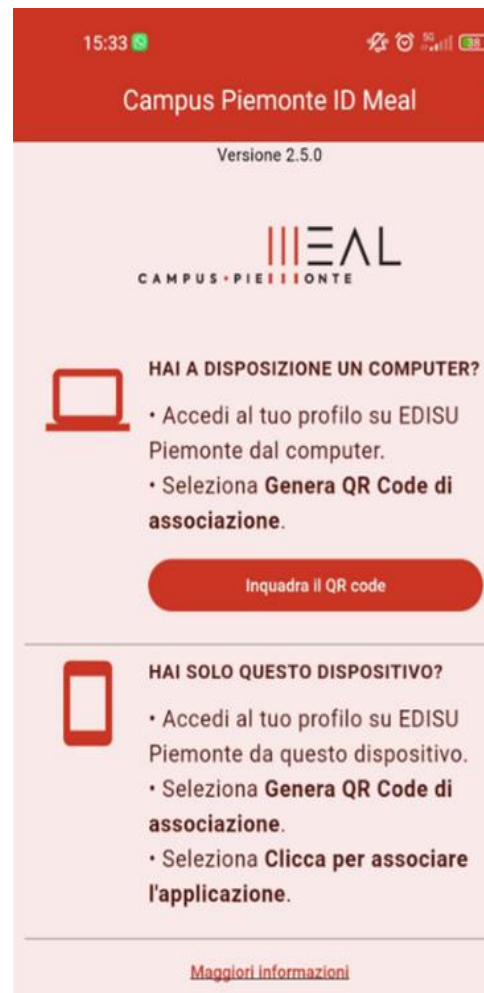 15:33
5G
38
Campus Piemonte ID Meal
Versione 2.5.0
MEAL
CAMPUS•PIEMONTE
HAI A DISPOSIZIONE UN COMPUTER?
• Accedi al tuo profilo su EDISU
Piemonte dal computer.
• Seleziona Genera QR Code di
associazione.
Inquadra il QR code
HAI SOLO QUESTO DISPOSITIVO?
• Accedi al tuo profilo su EDISU
Piemonte da questo dispositivo.
• Seleziona Genera QR Code di
associazione.
• Seleziona Clicca per associare
l'applicazione.
Maggiori informazioni